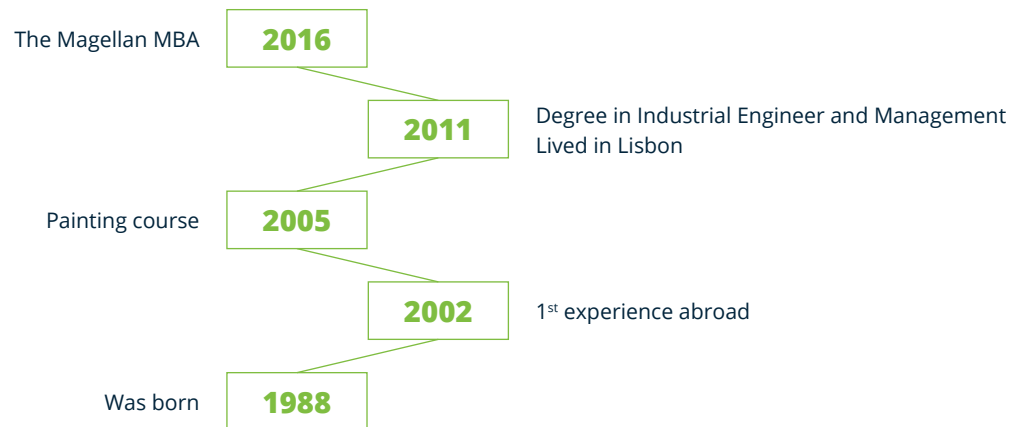 The Magellan MBA
2016
2011
Degree in Industrial Engineer and Management
Lived in Lisbon
Painting course
2005
2002
1st experience abroad
Was born
1988